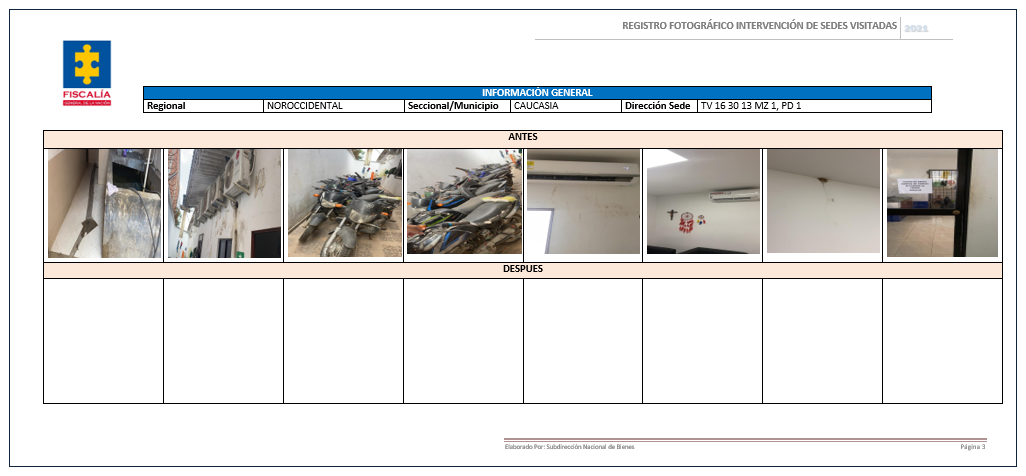 REGISTRO FOTOGRÁFICO INTERVENCIÓN DE SEDES VISITADAS 2021
FISCALÍA
GENERAL DE LA NACIÓN
INFORMACIÓN GENERAL
Regional NOROCCIDENTAL Seccional/Municipio CAUCASIA Dirección Sede TV 16 30 13 MZ 1, PD 1
ANTES
DESPUES
Elaborado Por: Subdirección Nacional de Bienes Página 3